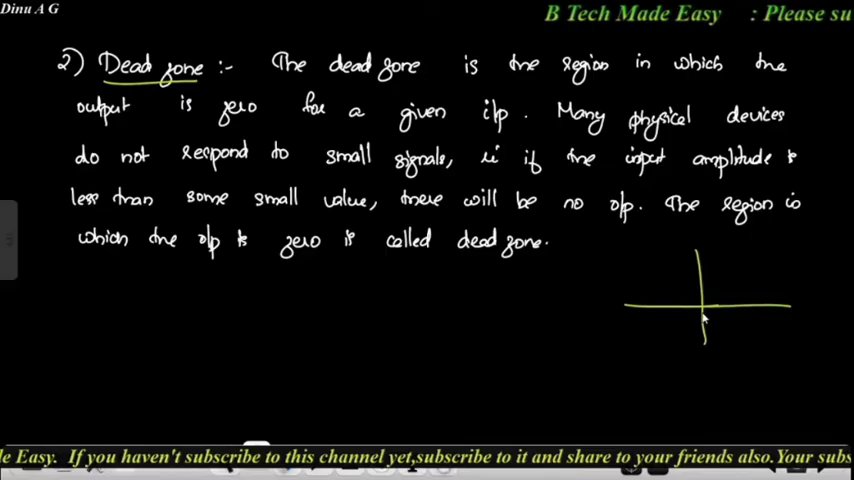 Dinu A G
B Tech Made Easy : Please su
2) Dead zone :- The dead zone is the region in which the
output is zero for a given i/p. Many physical devices
do not respond to small signals, ie if the input amplitude is
less than some small value, there will be no o/p. The region in
which the o/p is zero is called dead zone.
le Easy. If you haven't subscribe to this channel yet,subscribe to it and share to your friends also.Your subs